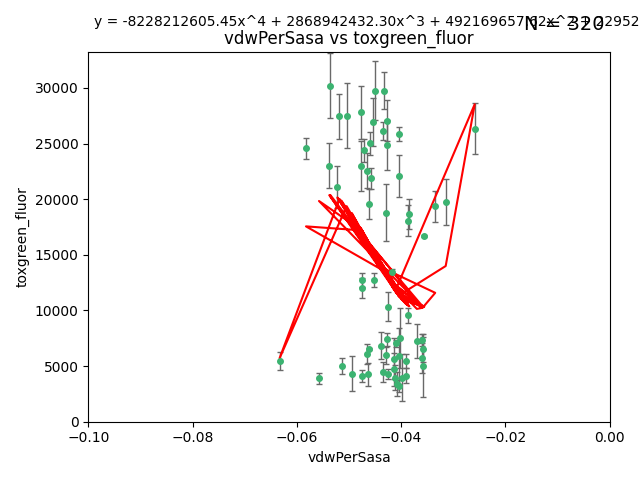 y = -8228212605.45x^4 + 2868942432.30x^3 + 492169657
N = 320
vdwPerSasa vs toxgreen_fluor
30000
25000
20000
15000
10000
5000
0
toxgreen_fluor
−0.10 −0.08 −0.06 −0.04 −0.02 0.00
vdwPerSasa